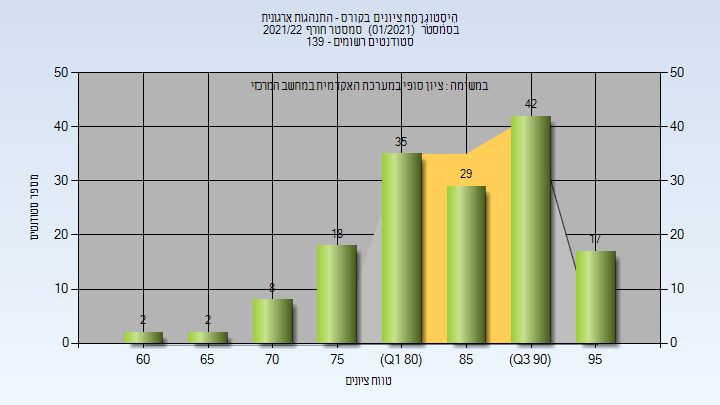 היסטוגרמת ציונים בקורס - התנהגות ארגונית
בסמסטר (01/2021) סמסטר חורף 2021/22
סטודנטים רשומים - 139
במשימה : ציון סופי במערכת האקדמית במחשב המרכזי
50 50
40 40
30 30
20 20
10 10
0 0
2 2 8 18 35 29 42 17
60 65 70 75 (Q1 80) 85 (Q3 90) 95
מספר סטודנטים
טווח ציונים